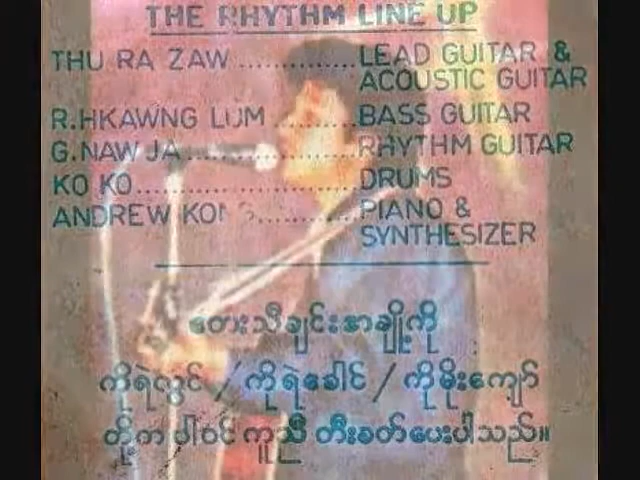 THE RHYTHM LINE UP
THU RA ZAW ............... LEAD GUITAR &
ACOUSTIC GUITAR
R.HKAWNG LUM .......... BASS GUITAR
G.NAW JA ..................... RHYTHM GUITAR
KO KO ........................... DRUMS
ANDREW KONG ............ PIANO &
SYNTHESIZER
တေးသီချင်းအချို့ကို
ကိုရဲလွင် / ကိုရဲခေါင် / ကိုမိုးကျော်
တို့က ပါဝင် ကူညီ တီးခတ်ပေးပါသည်။